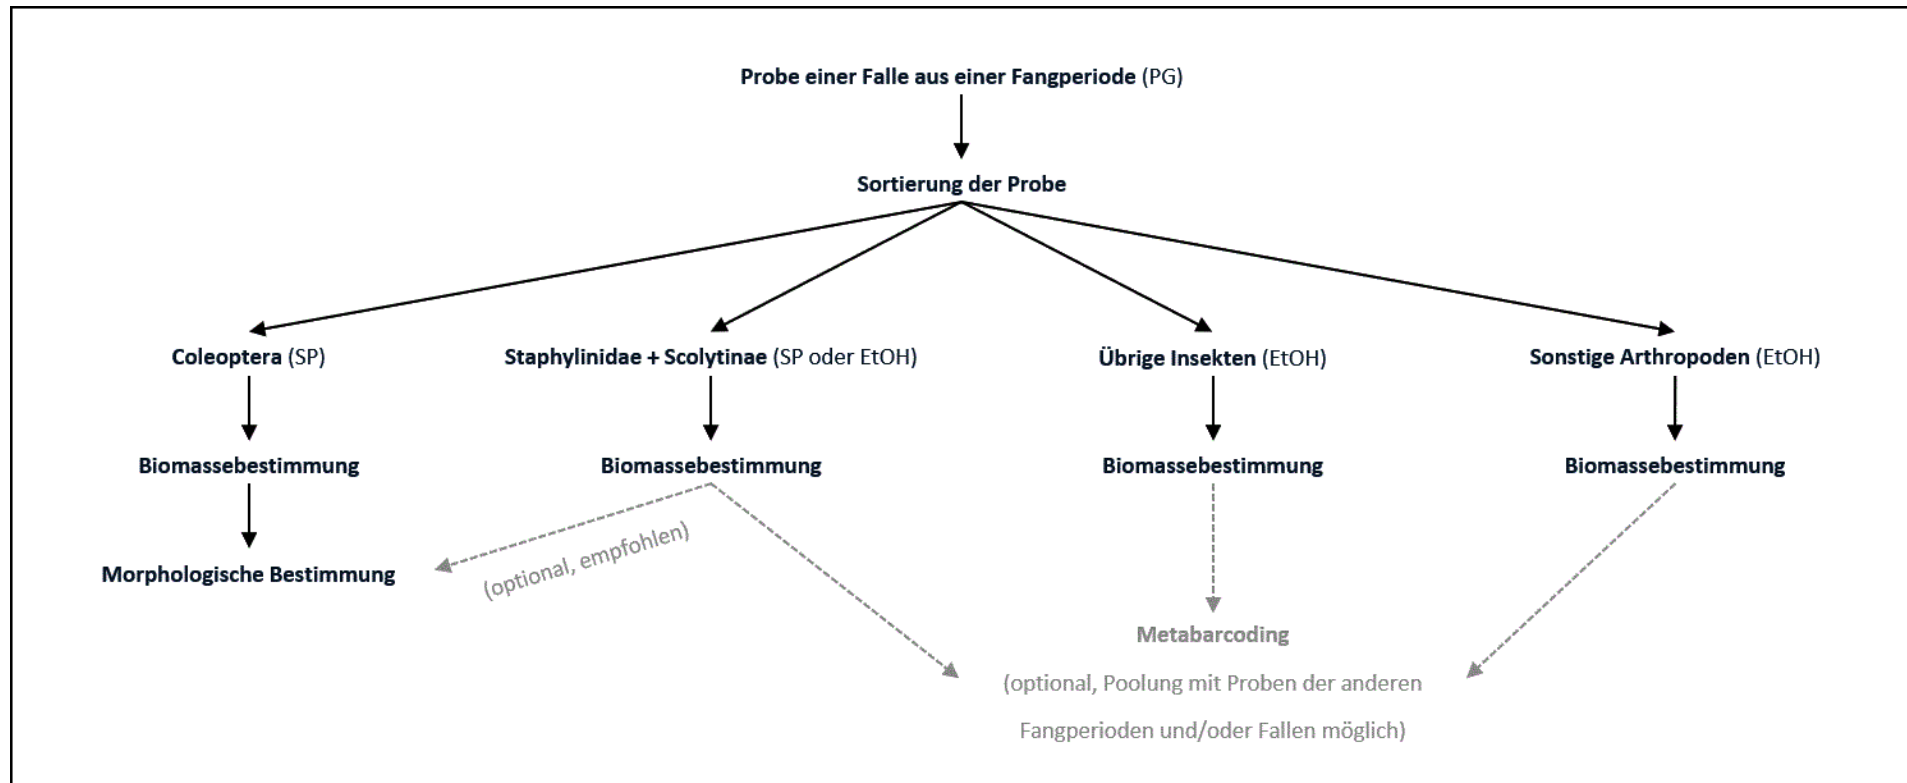 Probe einer Falle aus einer Fangperiode (PG)
Sortierung der Probe
Coleoptera (SP)
Staphylinidae + Scolytinae (SP oder EtOH)
Übrige Insekten (EtOH)
Sonstige Arthropoden (EtOH)
Biomassebestimmung
Biomassebestimmung
Biomassebestimmung
Biomassebestimmung
(optional, empfohlen)
Morphologische Bestimmung
Metabarcoding
(optional, Poolung mit Proben der anderen
Fangperioden und/oder Fallen möglich)